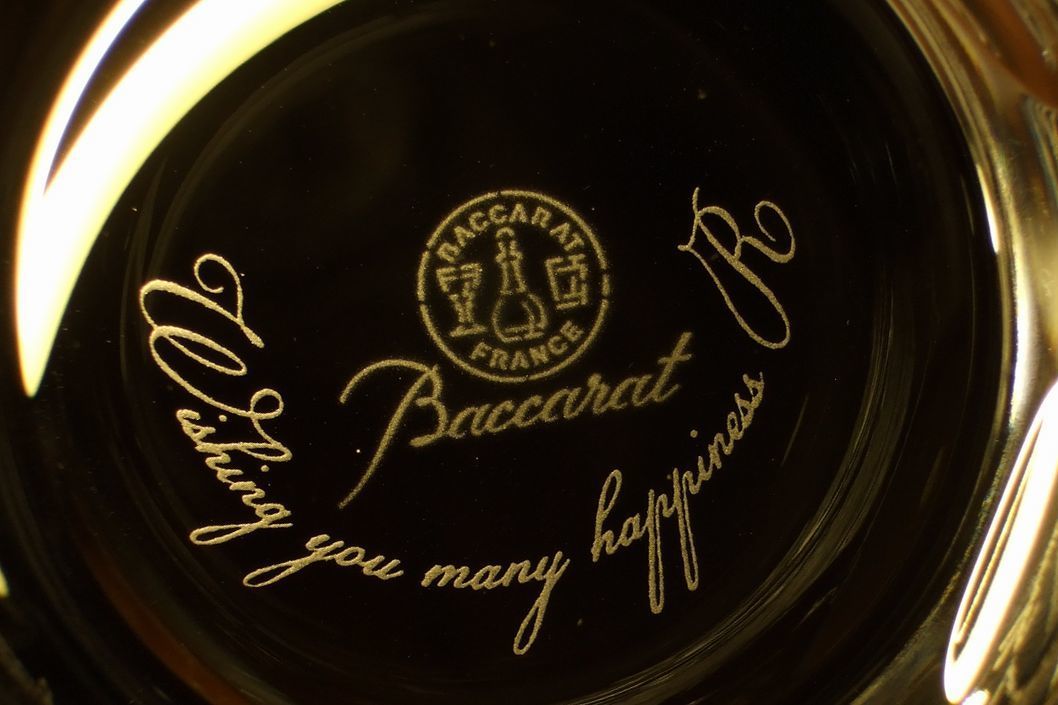 BACCARAT
FRANCE
Baccarat
Wishing you many happiness R